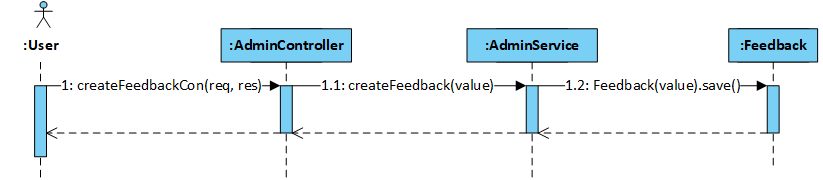 :User
:AdminController
:AdminService
:Feedback
1: createFeedbackCon(req, res)
1.1: createFeedback(value)
1.2: Feedback(value).save()